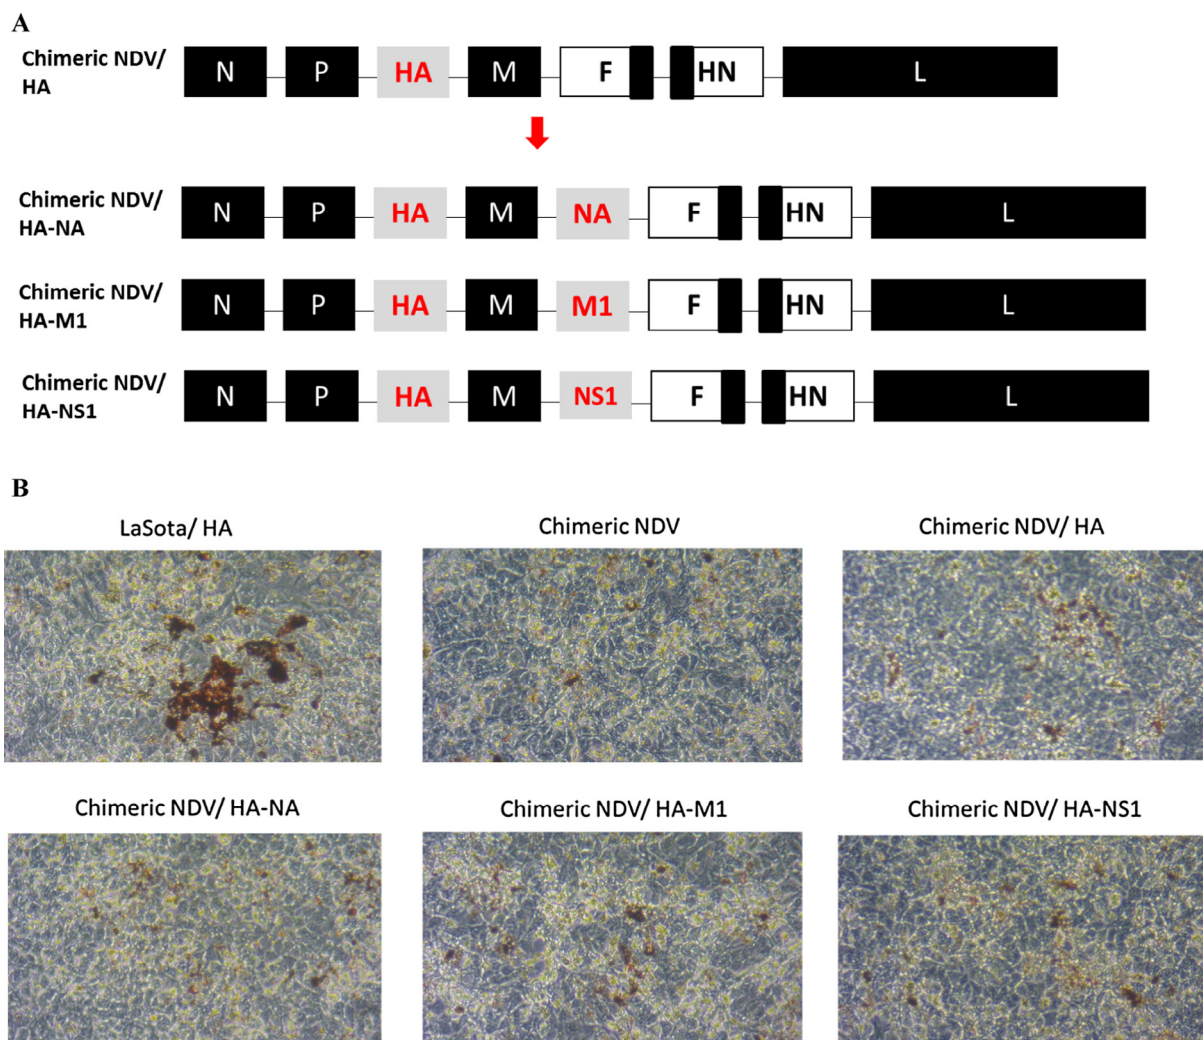 A
Chimeric NDV/
HA
N P HA M F HN L
Chimeric NDV/
HA-NA
N P HA M NA F HN L
Chimeric NDV/
HA-M1
N P HA M M1 F HN L
Chimeric NDV/
HA-NS1
N P HA M NS1 F HN L
B
LaSota/ HA Chimeric NDV Chimeric NDV/ HA
Chimeric NDV/ HA-NA Chimeric NDV/ HA-M1 Chimeric NDV/ HA-NS1